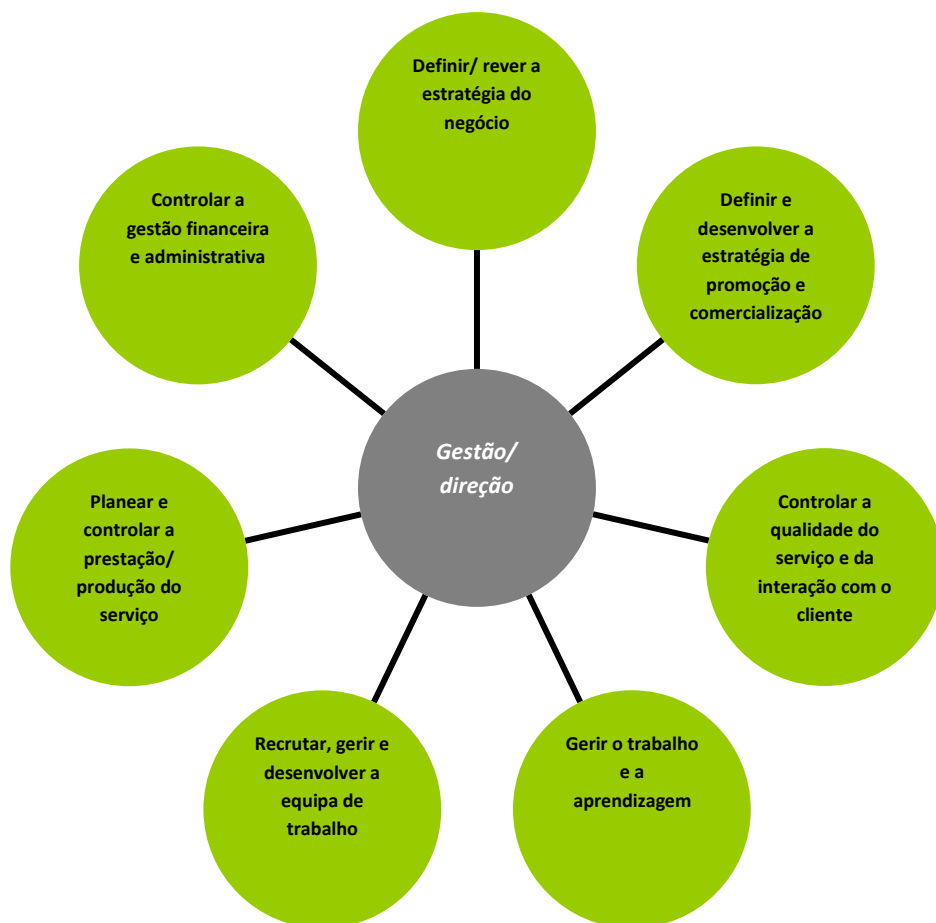 Definir/ rever a
estratégia do
negócio
Definir e
desenvolver a
estratégia de
promoção e
comercialização
Controlar a
qualidade do
serviço e da
interação com o
cliente
Gerir o trabalho
e a
aprendizagem
Recrutar, gerir e
desenvolver a
equipa de
trabalho
Planear e
controlar a
prestação/
produção do
serviço
Controlar a
gestão financeira
e administrativa
Gestão/
direção